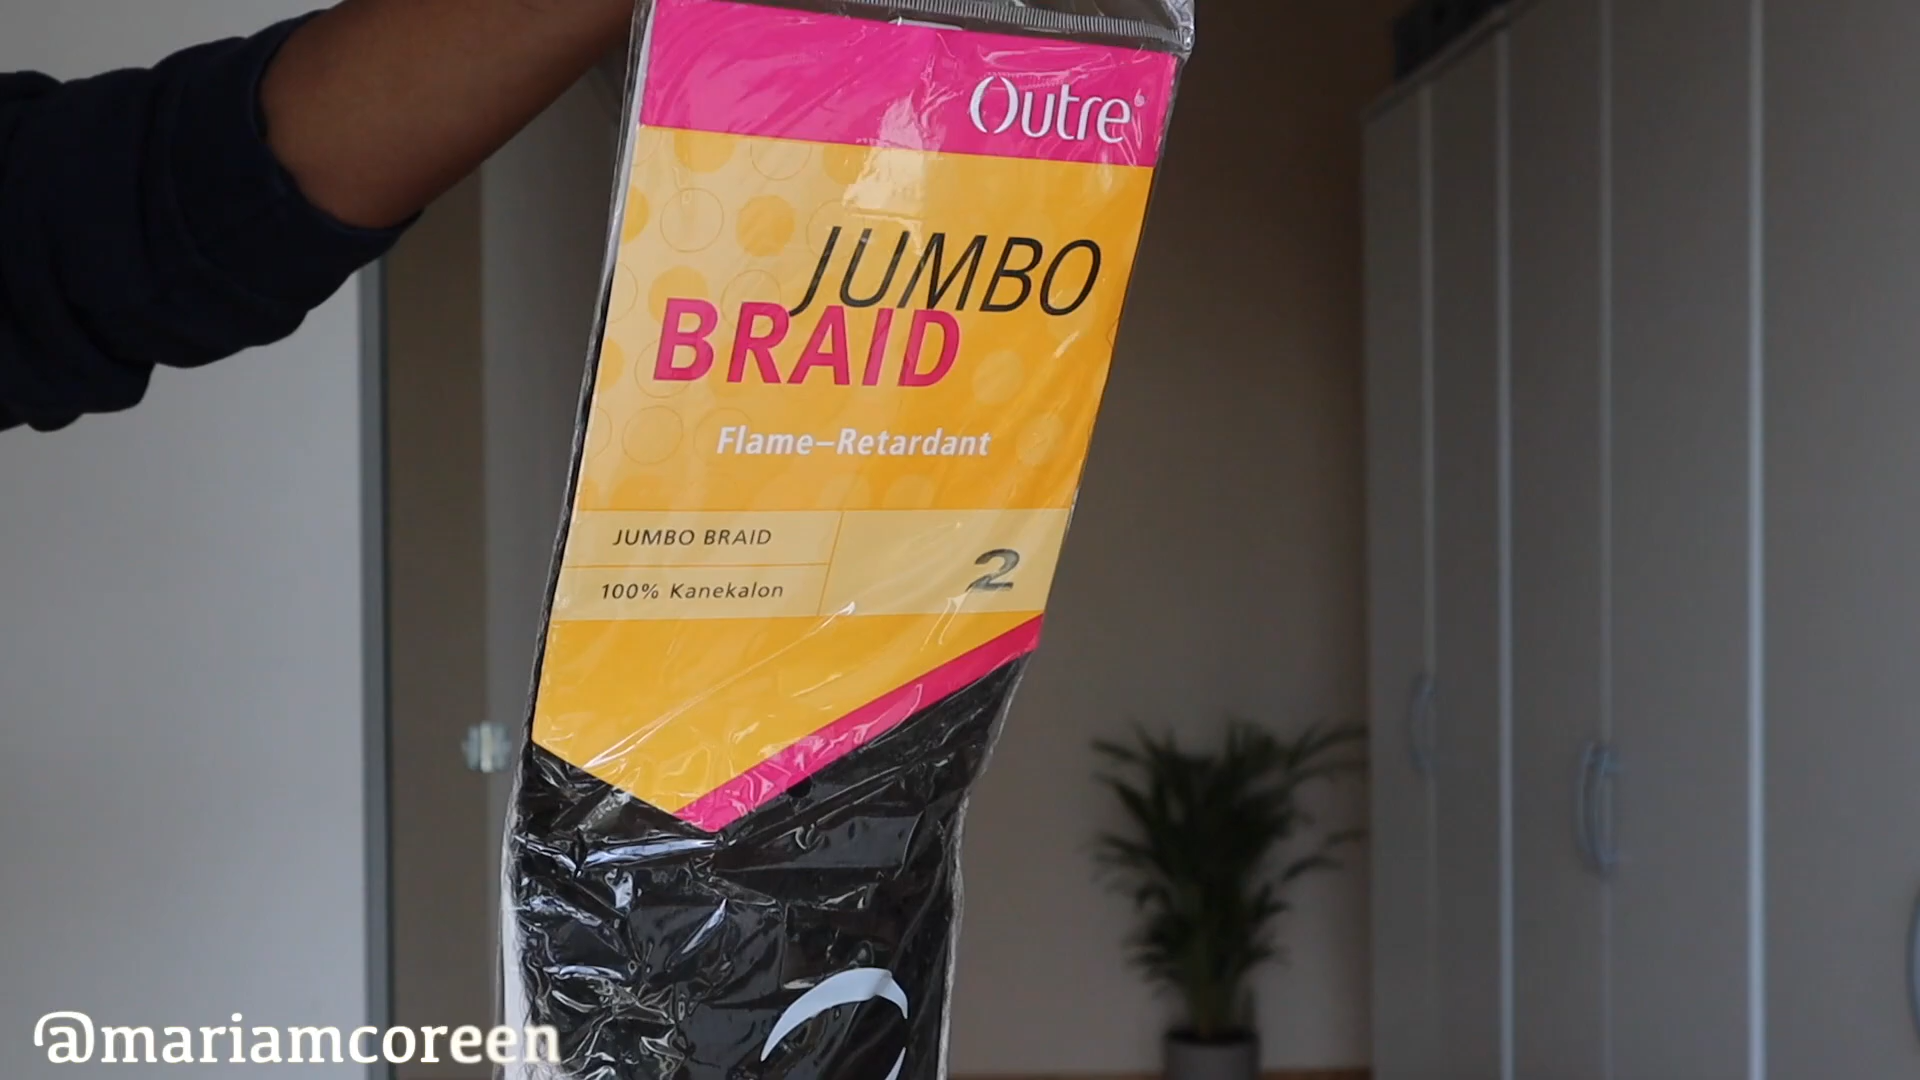 Outre
JUMBO
BRAID
Flame-Retardant
JUMBO BRAID
100% Kanekalon
2
@mariamcoreen